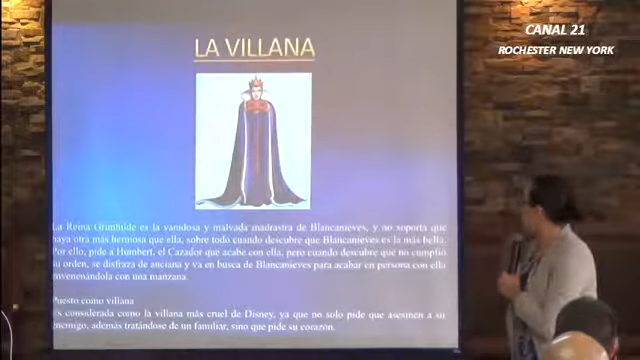 CANAL 21
ROCHESTER NEW YORK
LA VILLANA
La Reina Grimhilde es la vanidosa y malvada madrastra de Blancanieves, y no soporta que
haya otra más hermosa que ella, sobre todo cuando descubre que Blancanieves es la más bella.
Por ello, pide a Humbert, el Cazador que acabe con ella, pero cuando descubre que no cumplió
su orden, se disfraza de anciana y va en busca de Blancanieves para acabar en persona con ella
envenenándola con una manzana.
Puesto como villana
Es considerada como la villana más cruel de Disney, ya que no solo pide que asesinen a su
enemigo, además tratándose de un familiar, sino que pide su corazón.